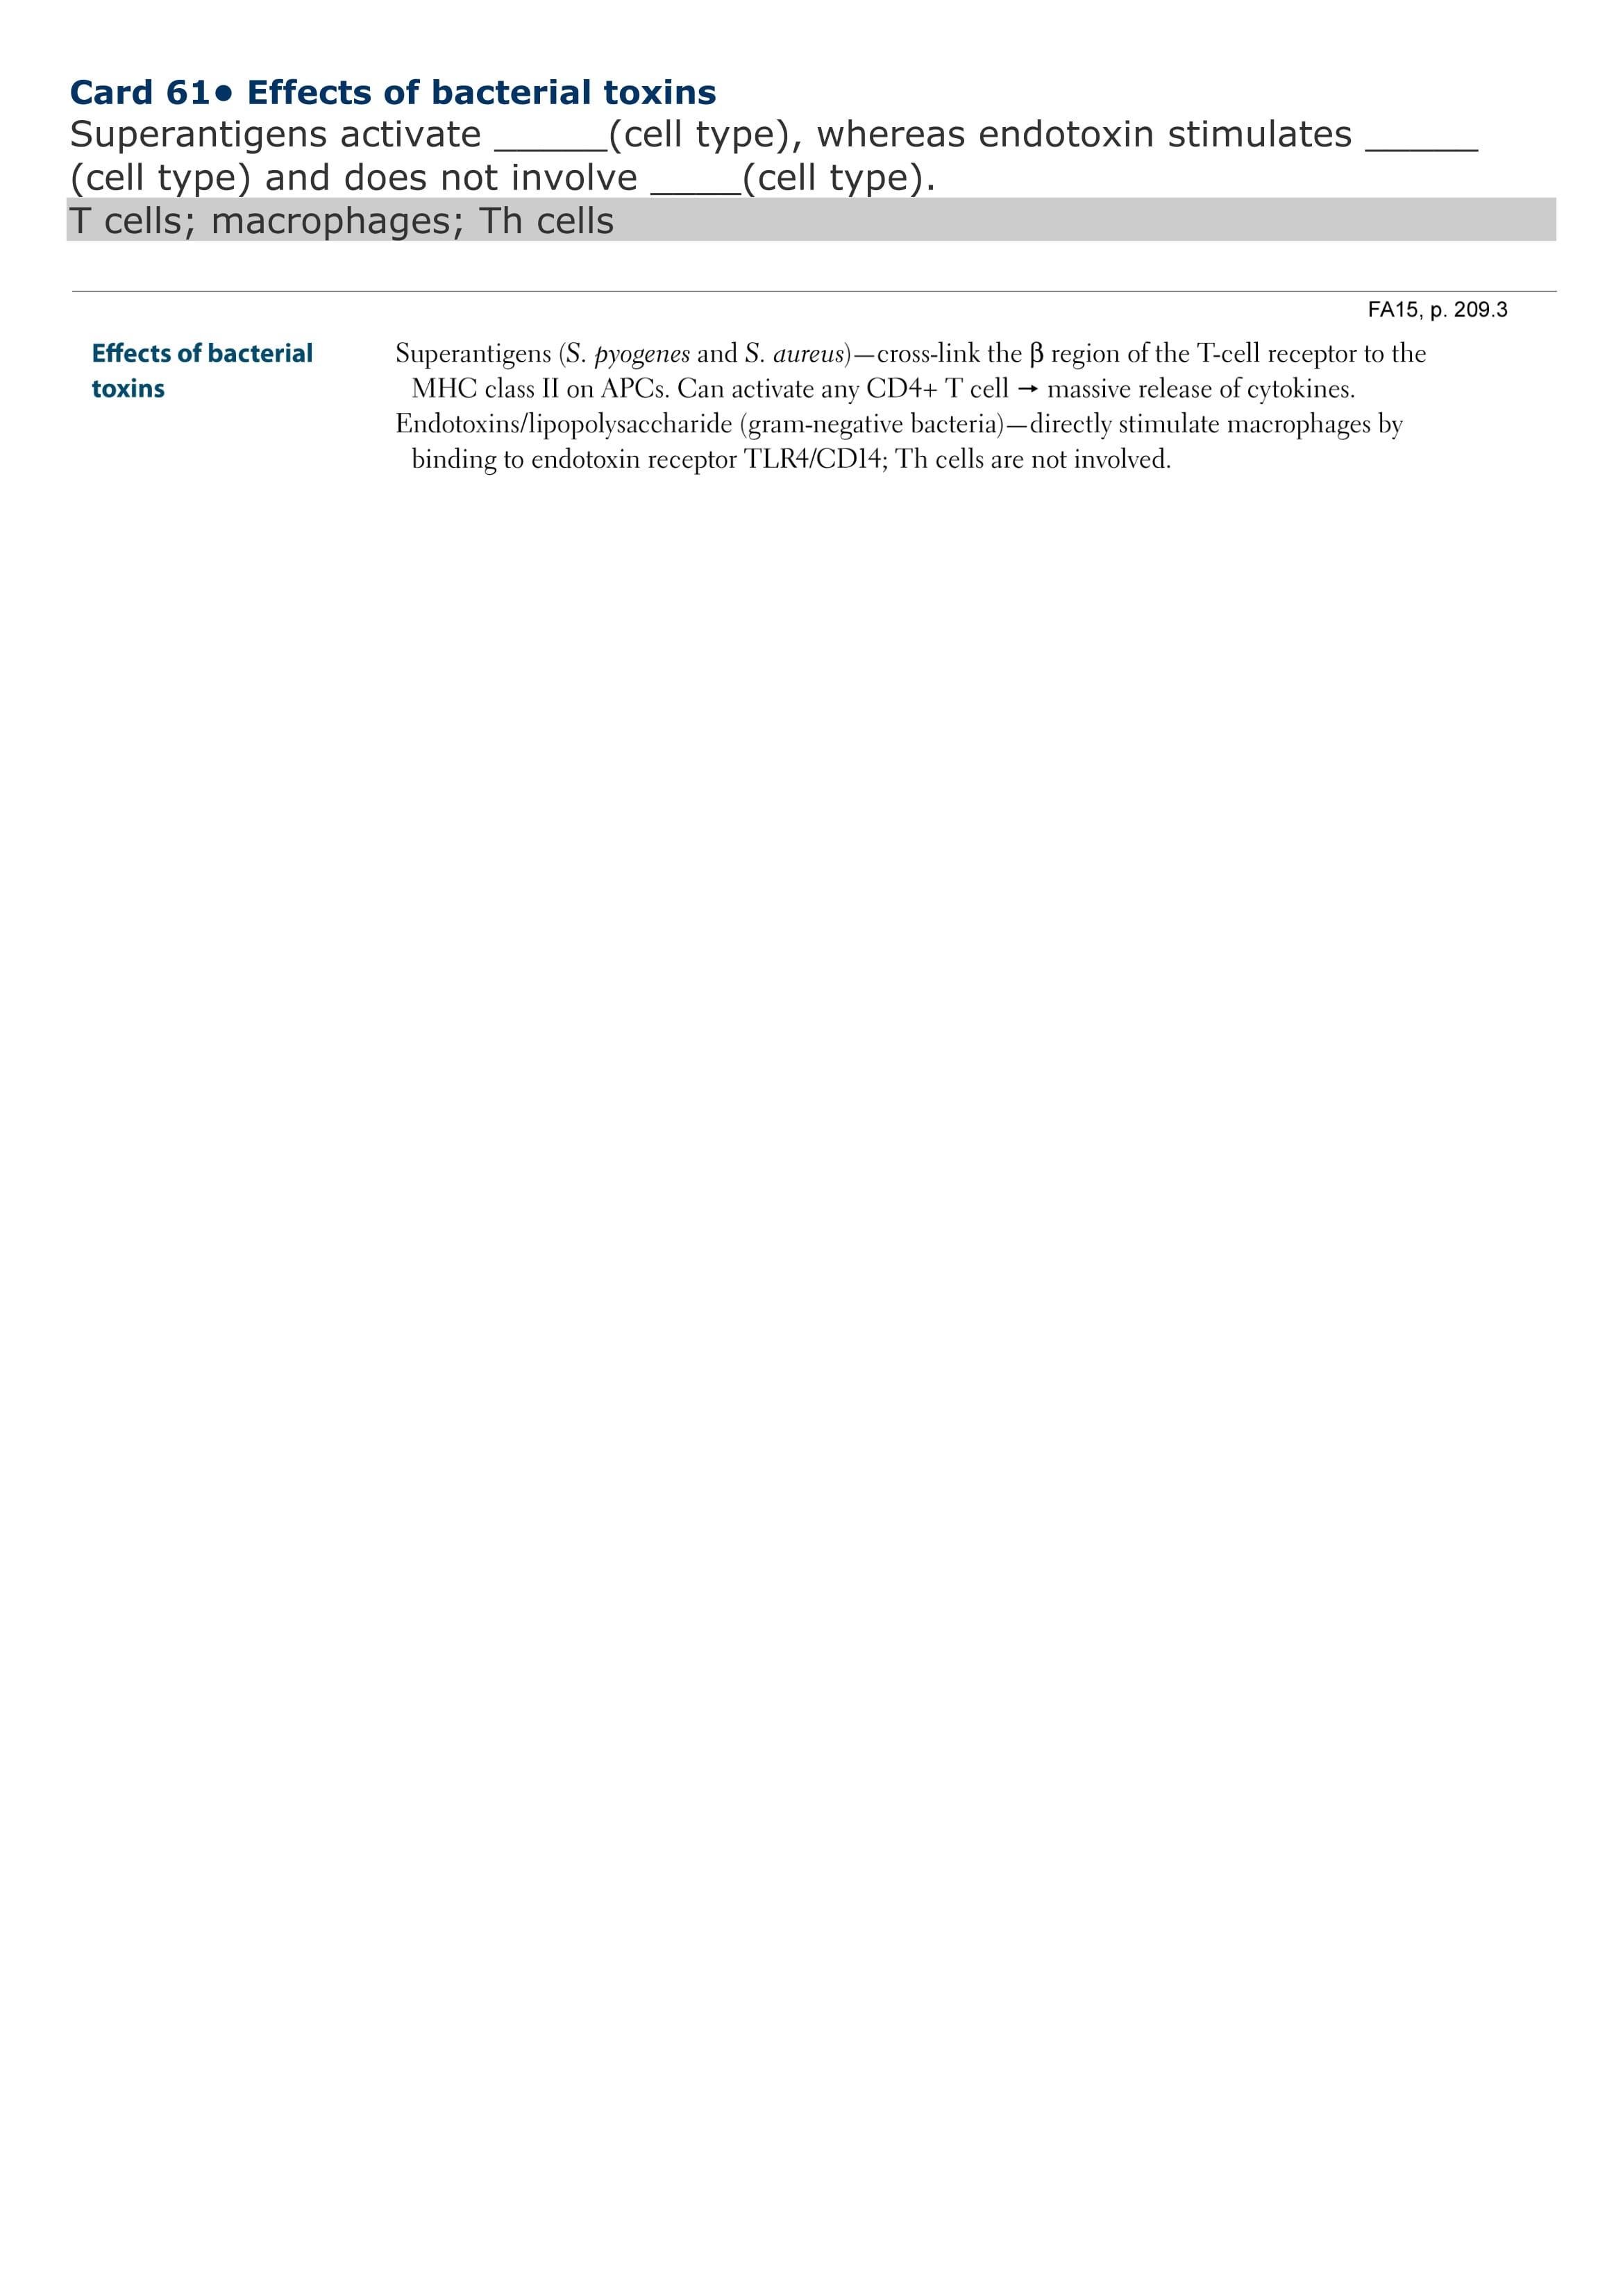 Card 61• Effects of bacterial toxins
Superantigens activate ______(cell type), whereas endotoxin stimulates ______
(cell type) and does not involve ____(cell type).
T cells; macrophages; Th cells
FA15, p. 209.3
Effects of bacterial
toxins
Superantigens (S. pyogenes and S. aureus)—cross-link the β region of the T-cell receptor to the
MHC class II on APCs. Can activate any CD4+ T cell → massive release of cytokines.
Endotoxins/lipopolysaccharide (gram-negative bacteria)—directly stimulate macrophages by
binding to endotoxin receptor TLR4/CD14; Th cells are not involved.